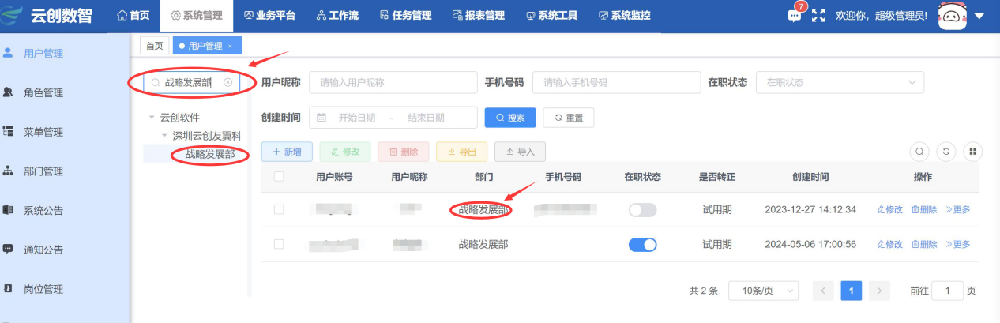 云创数智 首页 系统管理 业务平台 工作流 任务管理 报表管理 系统工具 系统监控 7 欢迎你，超级管理员!
首页 用户管理 ×
用户管理
角色管理
菜单管理
部门管理
系统公告
通知公告
岗位管理
战略发展部
云创软件
深圳云创友翼科
战略发展部
用户昵称 请输入用户昵称 手机号码 请输入手机号码 在职状态 在职状态
创建时间 开始日期 - 结束日期 搜索 重置
+ 新增 修改 删除 导出 导入
用户账号 用户昵称 部门 手机号码 在职状态 是否转正 创建时间 操作
战略发展部 试用期 2023-12-27 14:12:34 修改 删除 >>更多
战略发展部 试用期 2024-05-06 17:00:56 修改 删除 >>更多
共 2 条 10条/页 < 1 > 前往 1 页